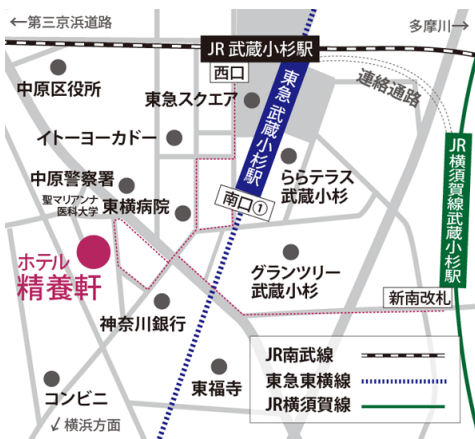 ←第三京浜道路
多摩川→
JR 武蔵小杉駅
西口
中原区役所
東急スクエア
東急 武蔵小杉駅
連絡通路
イトーヨーカドー
JR横須賀線武蔵小杉駅
ららテラス
武蔵小杉
中原警察署
聖マリアンナ
医科大学
東横病院
南口①
ホテル
精養軒
グランツリー
武蔵小杉
新南改札
神奈川銀行
JR南武線
東急東横線
JR横須賀線
東福寺
コンビニ
↙横浜方面